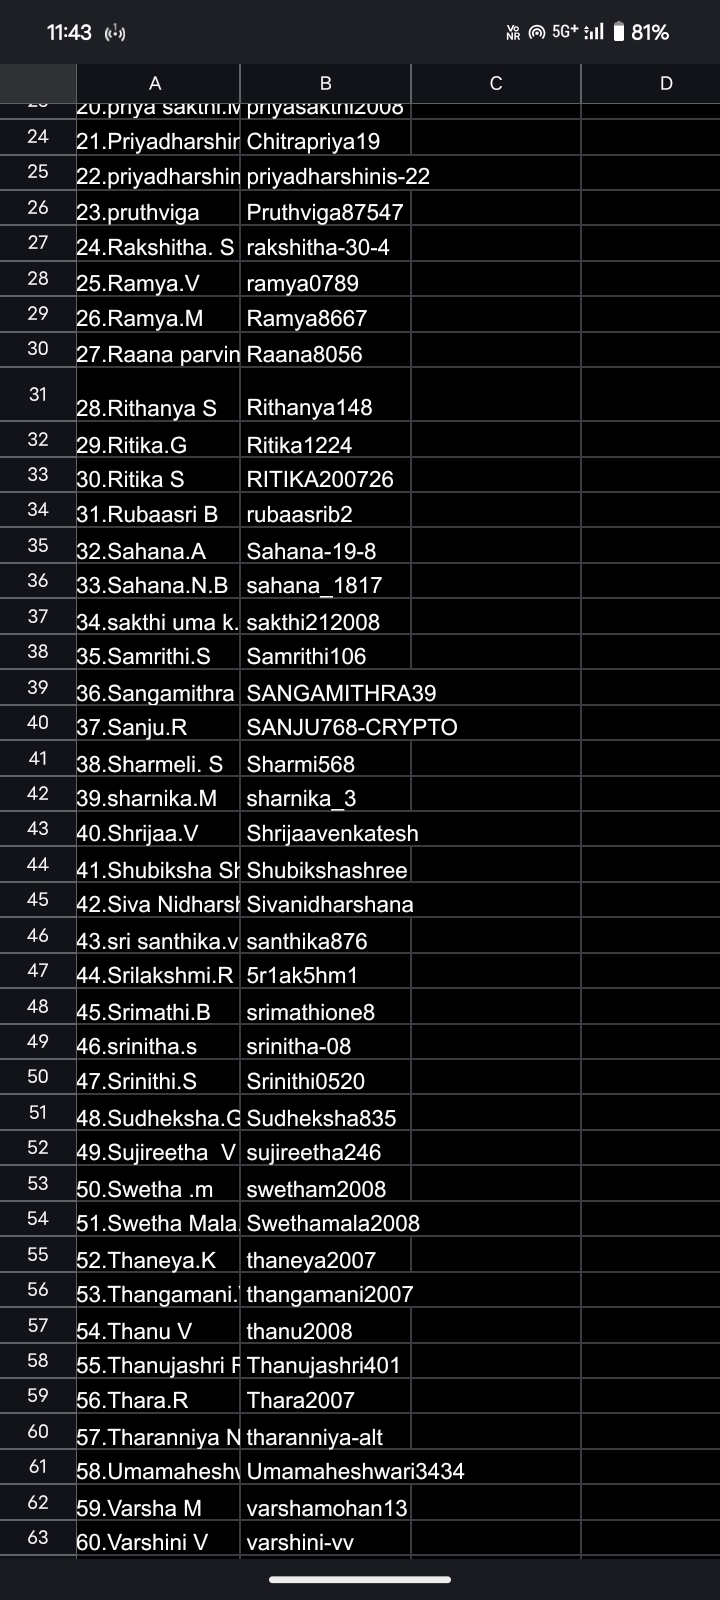 11:43 Vo NR 5G+ 81%
A B C D
20.priya sakthi.M priyasakthi2008
24 21.Priyadharshin Chitrapriya19
25 22.priyadharshin priyadharshinis-22
26 23.pruthviga Pruthviga87547
27 24.Rakshitha. S rakshitha-30-4
28 25.Ramya.V ramya0789
29 26.Ramya.M Ramya8667
30 27.Raana parvin Raana8056
31 28.Rithanya S Rithanya148
32 29.Ritika.G Ritika1224
33 30.Ritika S RITIKA200726
34 31.Rubaasri B rubaasrib2
35 32.Sahana.A Sahana-19-8
36 33.Sahana.N.B sahana_1817
37 34.sakthi uma k. sakthi212008
38 35.Samrithi.S Samrithi106
39 36.Sangamithra SANGAMITHRA39
40 37.Sanju.R SANJU768-CRYPTO
41 38.Sharmeli. S Sharmi568
42 39.sharnika.M sharnika_3
43 40.Shrijaa.V Shrijaavenkatesh
44 41.Shubiksha Sh Shubikshashree
45 42.Siva Nidharsh Sivanidharshana
46 43.sri santhika.v santhika876
47 44.Srilakshmi.R 5r1ak5hm1
48 45.Srimathi.B srimathione8
49 46.srinitha.s srinitha-08
50 47.Srinithi.S Srinithi0520
51 48.Sudheksha.G Sudheksha835
52 49.Sujireetha V sujireetha246
53 50.Swetha .m swetham2008
54 51.Swetha Mala. Swethamala2008
55 52.Thaneya.K thaneya2007
56 53.Thangamani. thangamani2007
57 54.Thanu V thanu2008
58 55.Thanujashri Thanujashri401
59 56.Thara.R Thara2007
60 57.Tharanniya N tharanniya-alt
61 58.Umamahesh Umamaheshwari3434
62 59.Varsha M varshamohan13
63 60.Varshini V varshini-vv